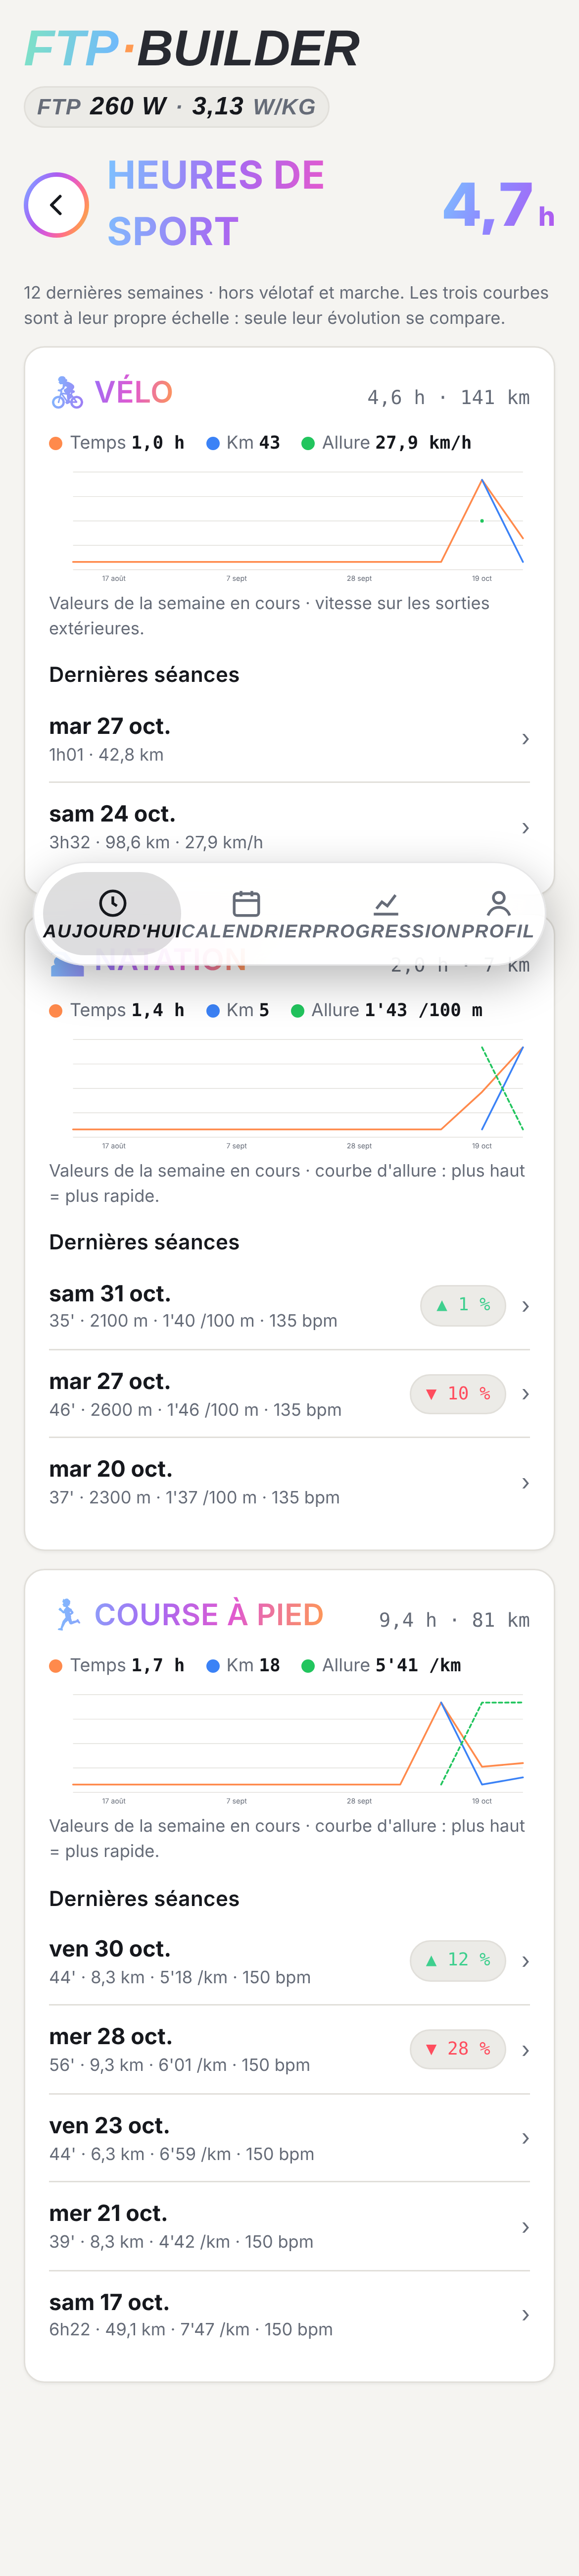 FTP·BUILDER
FTP 260 W · 3,13 W/KG
HEURES DE
SPORT
4,7 h
12 dernières semaines · hors vélotaf et marche. Les trois courbes
sont à leur propre échelle : seule leur évolution se compare.
VÉLO
4,6 h · 141 km
Temps 1,0 h Km 43 Allure 27,9 km/h
17 août 7 sept 28 sept 19 oct
Valeurs de la semaine en cours · vitesse sur les sorties
extérieures.
Dernières séances
mar 27 oct.
1h01 · 42,8 km
›
sam 24 oct.
3h32 · 98,6 km · 27,9 km/h
›
AUJOURD'HUI CALENDRIER PROGRESSION PROFIL
NATATION
2,0 h · 7 km
Temps 1,4 h Km 5 Allure 1'43 /100 m
17 août 7 sept 28 sept 19 oct
Valeurs de la semaine en cours · courbe d'allure : plus haut
= plus rapide.
Dernières séances
sam 31 oct.
35' · 2100 m · 1'40 /100 m · 135 bpm
▲ 1 % ›
mar 27 oct.
46' · 2600 m · 1'46 /100 m · 135 bpm
▼ 10 % ›
mar 20 oct.
37' · 2300 m · 1'37 /100 m · 135 bpm
›
COURSE À PIED
9,4 h · 81 km
Temps 1,7 h Km 18 Allure 5'41 /km
17 août 7 sept 28 sept 19 oct
Valeurs de la semaine en cours · courbe d'allure : plus haut
= plus rapide.
Dernières séances
ven 30 oct.
44' · 8,3 km · 5'18 /km · 150 bpm
▲ 12 % ›
mer 28 oct.
56' · 9,3 km · 6'01 /km · 150 bpm
▼ 28 % ›
ven 23 oct.
44' · 6,3 km · 6'59 /km · 150 bpm
›
mer 21 oct.
39' · 8,3 km · 4'42 /km · 150 bpm
›
sam 17 oct.
6h22 · 49,1 km · 7'47 /km · 150 bpm
›